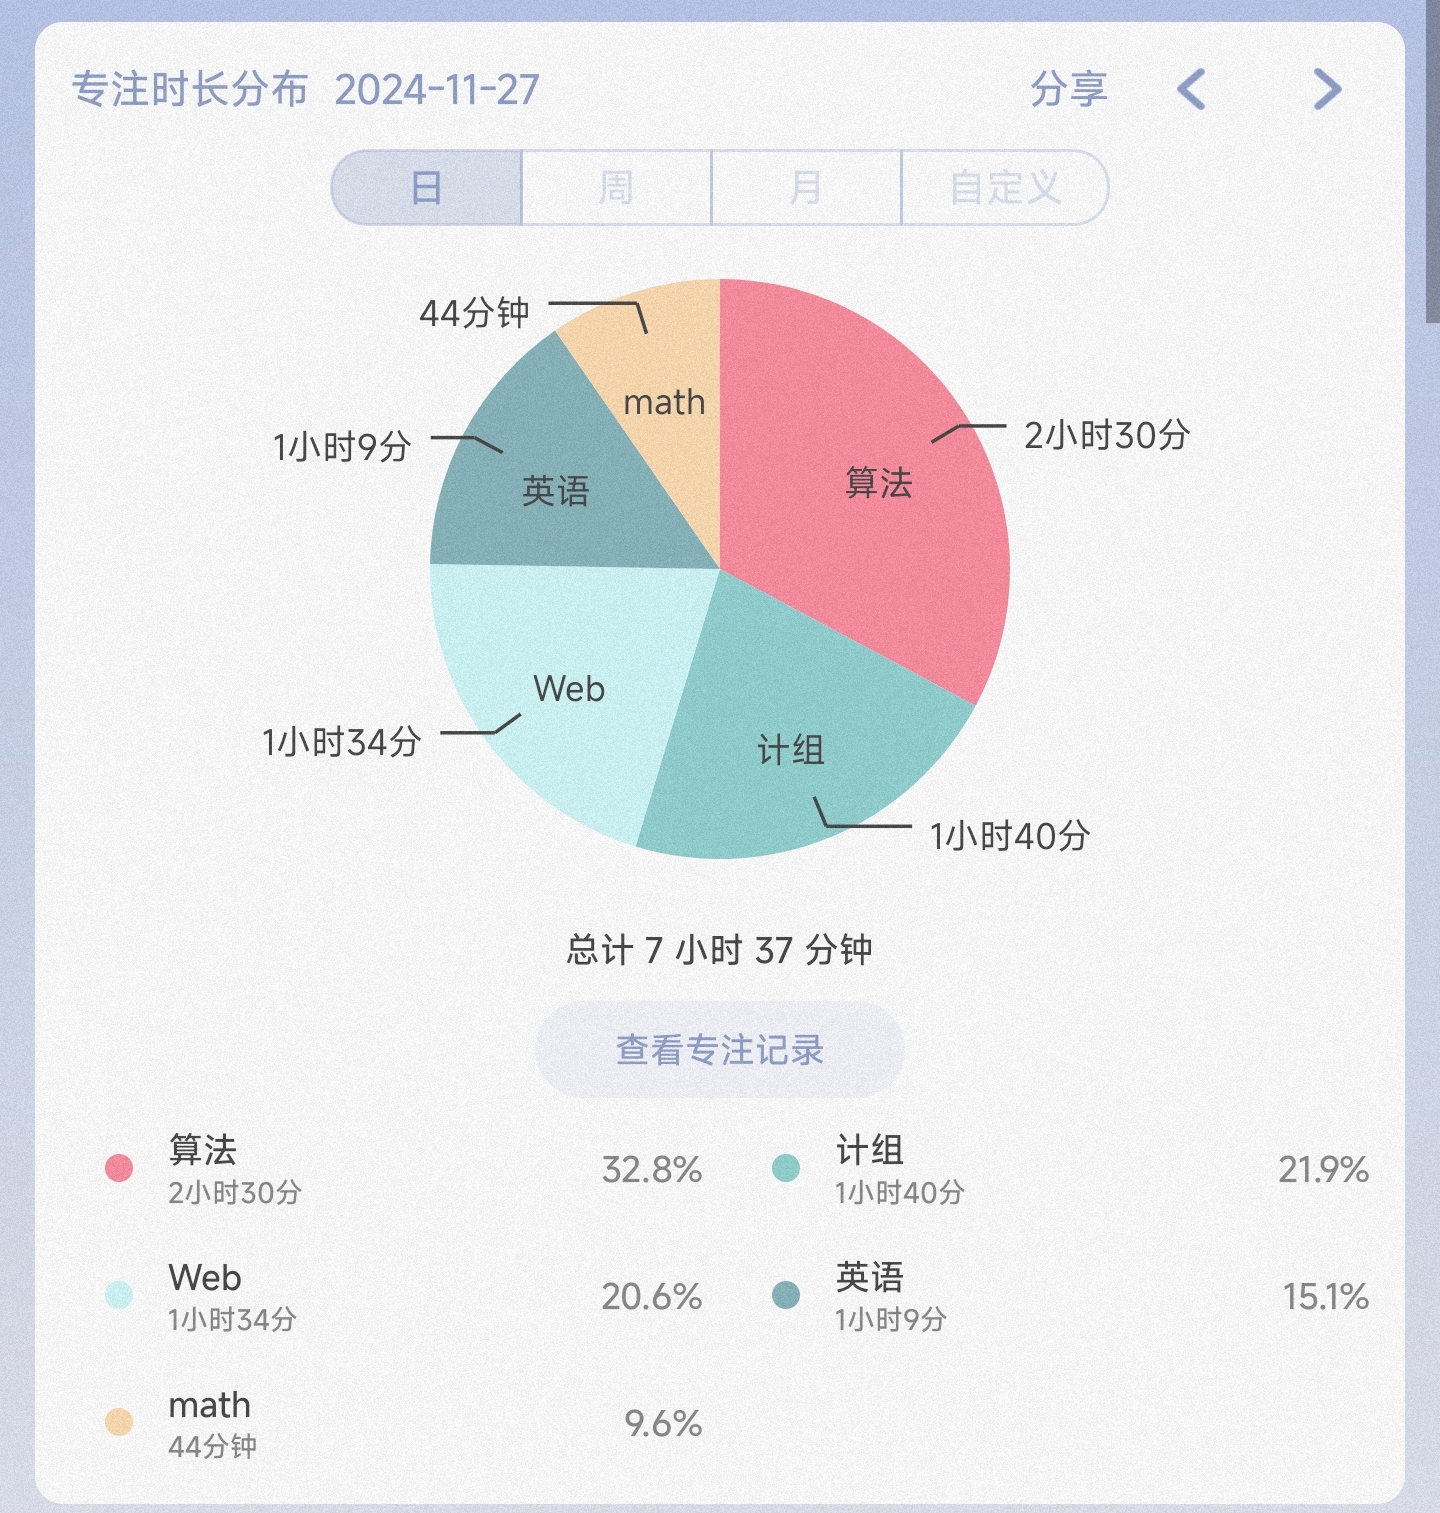 专注时长分布 2024-11-27 分享
日 周 月 自定义
44分钟
math
1小时9分
2小时30分
算法
英语
Web
1小时34分
计组
1小时40分
总计 7 小时 37 分钟
查看专注记录
算法
2小时30分
32.8%
计组
1小时40分
21.9%
Web
1小时34分
20.6%
英语
1小时9分
15.1%
math
44分钟
9.6%